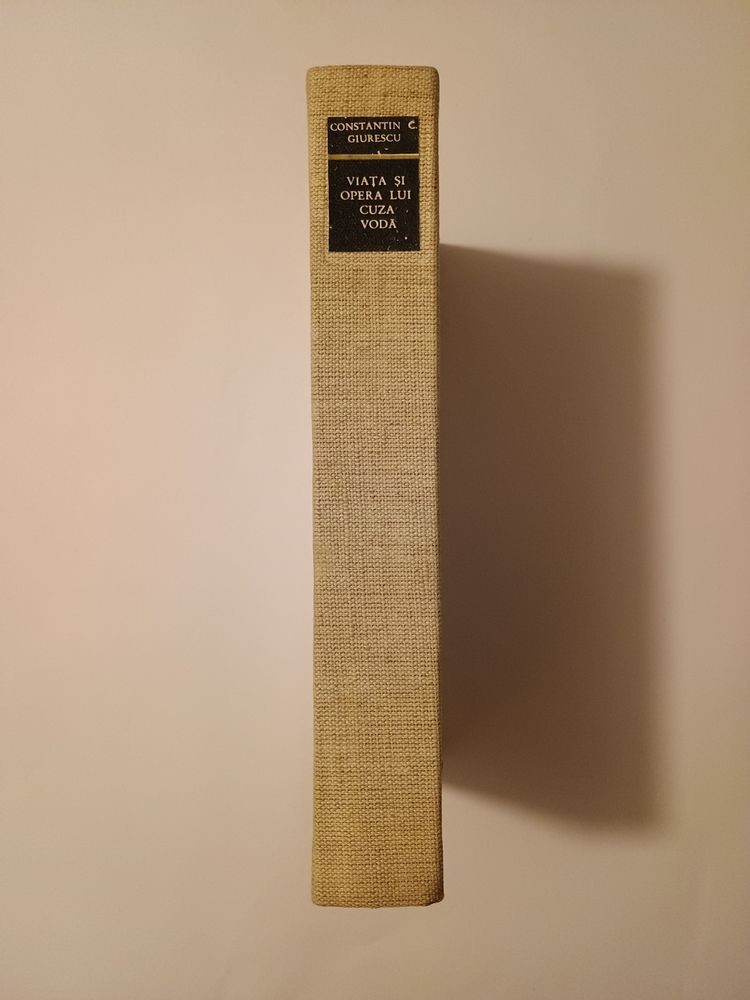 CONSTANTIN C.
GIURESCU
VIAȚA ȘI
OPERA LUI
CUZA
VODĂ